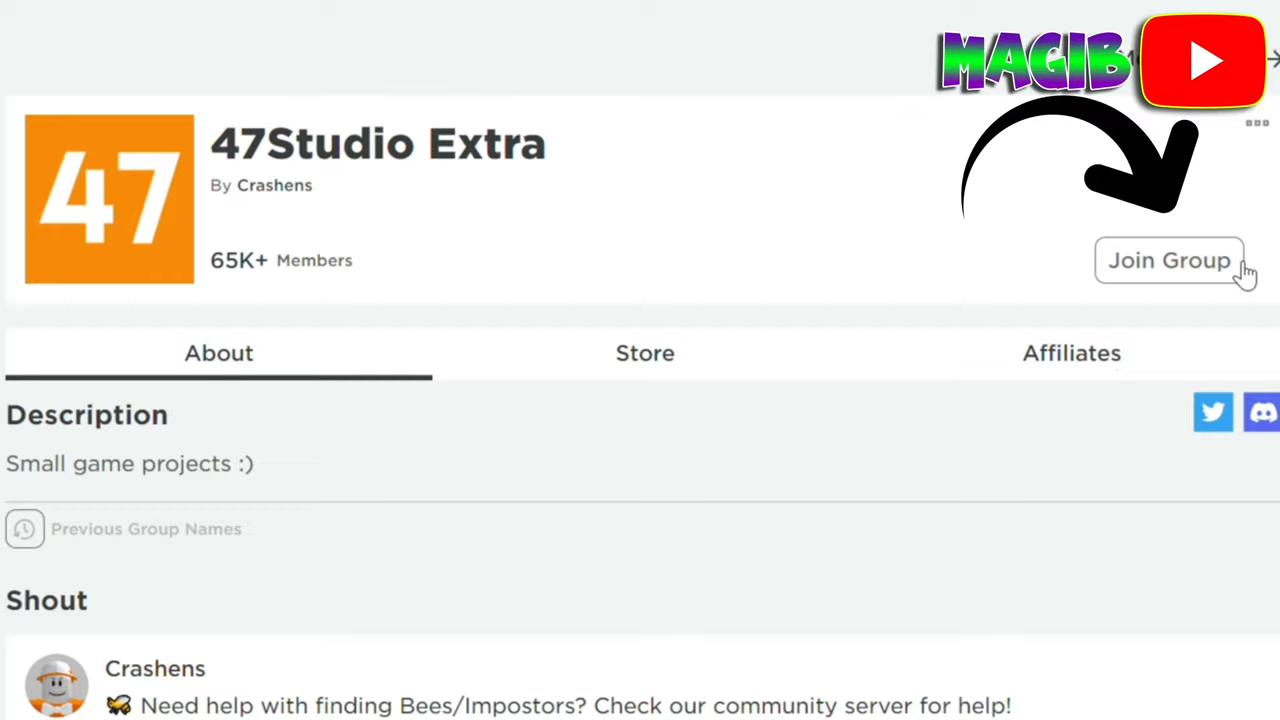 MAGIB
47
47Studio Extra
By Crashens
65K+ Members
Join Group
About Store Affiliates
Description
Small game projects :)
Previous Group Names
Shout
Crashens
Need help with finding Bees/Impostors? Check our community server for help!